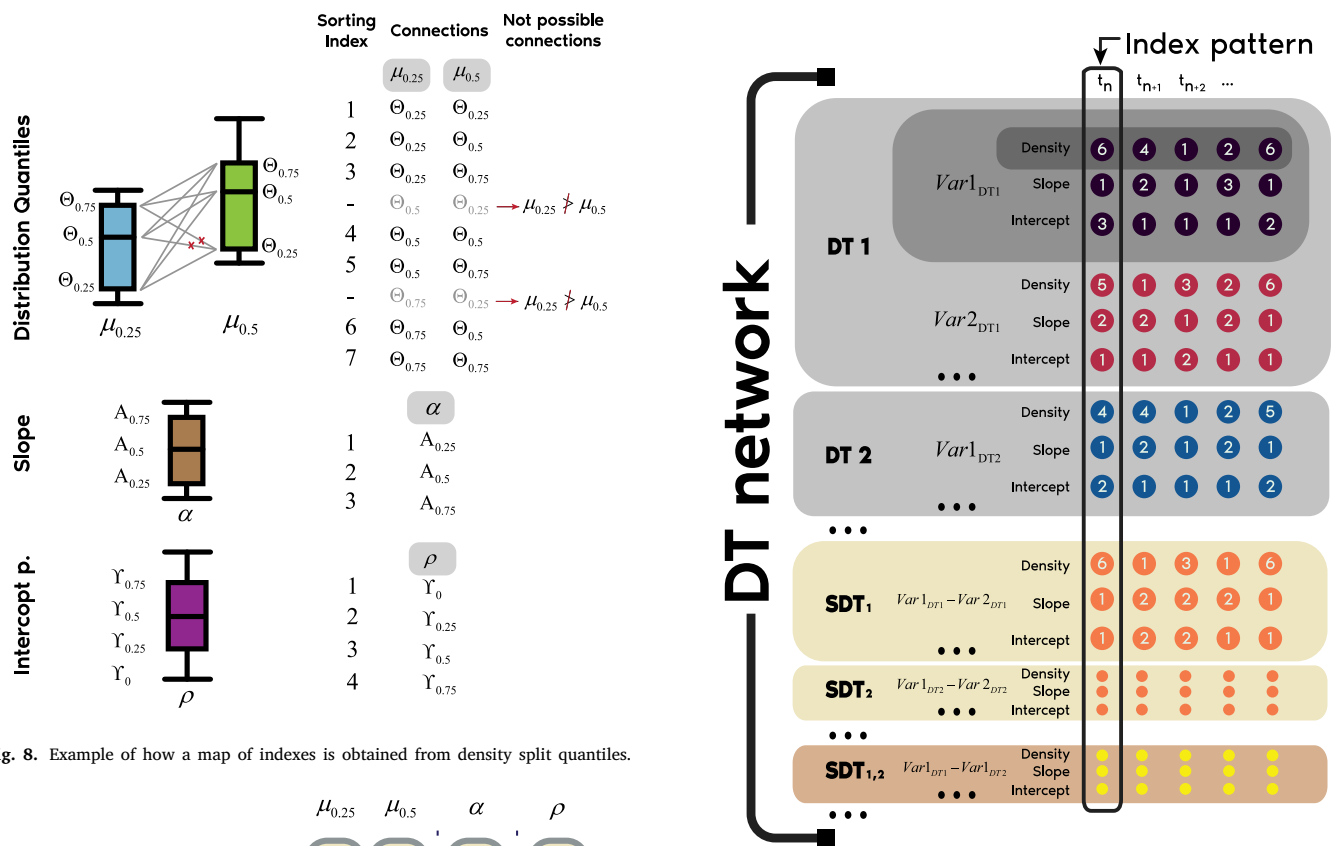 Sorting Index
Connections
Not possible connections
μ0.25 μ0.5
Distribution Quantiles
Θ0.75
Θ0.5
Θ0.25
μ0.25
Θ0.75
Θ0.5
Θ0.25
μ0.5
1 Θ0.25 Θ0.25
2 Θ0.25 Θ0.5
3 Θ0.25 Θ0.75
- Θ0.5 Θ0.25 → μ0.25 ≯ μ0.5
4 Θ0.5 Θ0.5
5 Θ0.5 Θ0.75
- Θ0.75 Θ0.25 → μ0.25 ≯ μ0.5
6 Θ0.75 Θ0.5
7 Θ0.75 Θ0.75
Slope
A0.75
A0.5
A0.25
α
α
1 A0.25
2 A0.5
3 A0.75
Intercopt p.
ϒ0.75
ϒ0.5
ϒ0.25
ϒ0
ρ
ρ
1 ϒ0
2 ϒ0.25
3 ϒ0.5
4 ϒ0.75
g. 8. Example of how a map of indexes is obtained from density split quantiles.
μ0.25 μ0.5 α ρ
DT network
Index pattern
tn tn+1 tn+2 ...
DT 1
Var1DT1
Density 6 4 1 2 6
Slope 1 2 1 3 1
Intercept 3 1 1 1 2
Var2DT1
Density 5 1 3 2 6
Slope 2 2 1 2 1
Intercept 1 1 2 1 1
...
DT 2
Var1DT2
Density 4 4 1 2 5
Slope 1 2 1 2 1
Intercept 2 1 1 1 2
...
...
SDT1
Var1DT1 – Var2DT1
Density 6 1 3 1 6
Slope 1 2 2 2 1
Intercept 1 2 2 1 1
...
SDT2
Var1DT2 – Var2DT2
Density
Slope
Intercept
...
...
SDT1,2
Var1DT1 – Var1DT2
Density
Slope
Intercept
...
...